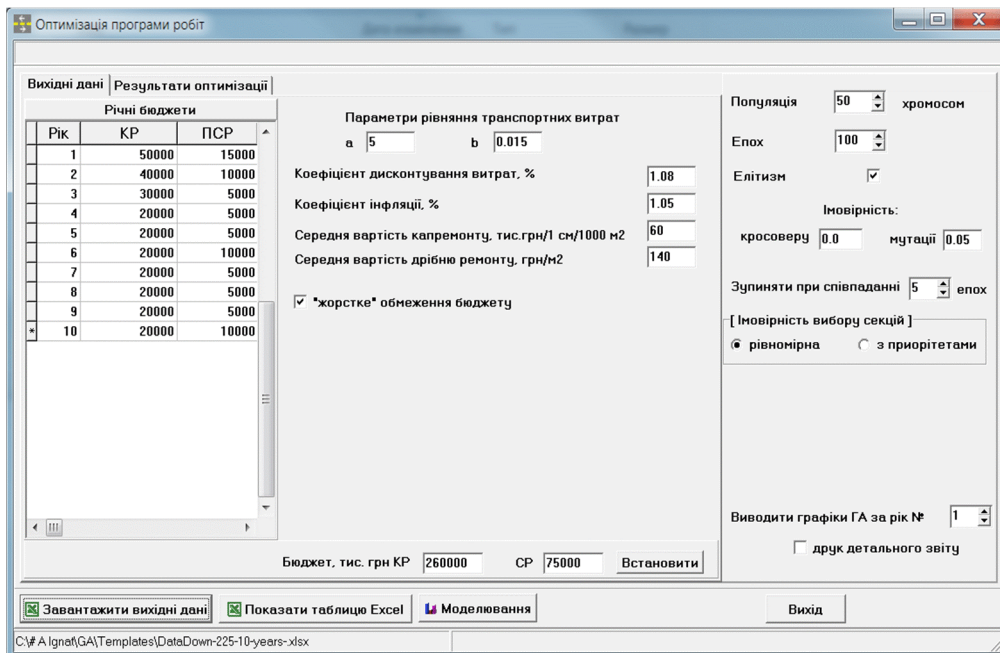 Оптимізація програми робіт
Вихідні дані
Результати оптимізації
Річні бюджети
Рік КР ПСР
1 50000 15000
2 40000 10000
3 30000 5000
4 20000 5000
5 20000 5000
6 20000 10000
7 20000 5000
8 20000 5000
9 20000 5000
* 10 20000 10000
Параметри рівняння транспортних витрат
a 5 b 0.015
Коефіцієнт дисконтування витрат, % 1.08
Коефіцієнт інфляції, % 1.05
Середня вартість капремонту, тис.грн/1 см/1000 м2 60
Середня вартість дрібню ремонту, грн/м2 140
"жорстке" обмеження бюджету
Бюджет, тис. грн КР 260000 СР 75000 Встановити
Популяція 50 хромосом
Епох 100
Елітизм
Імовірність:
кросоверу 0.0 мутації 0.05
Зупиняти при співпаданні 5 епох
[ Імовірність вибору секцій ]
рівномірна з приорітетами
Виводити графіки ГА за рік № 1
друк детального звіту
Завантажити вихідні дані Показати таблицю Excel Моделювання Вихід
C:\# A Ignat\GA\Templates\DataDown-225-10-years-.xlsx